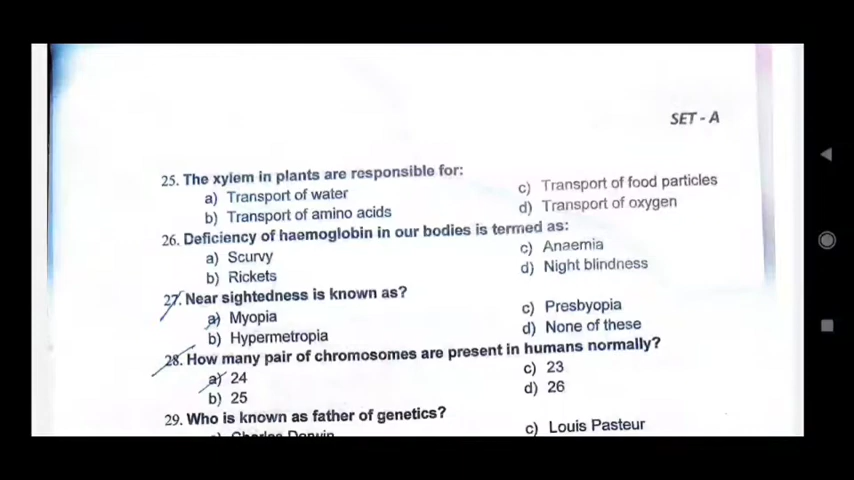 SET - A
25. The xylem in plants are responsible for:
a) Transport of water
c) Transport of food particles
b) Transport of amino acids
d) Transport of oxygen
26. Deficiency of haemoglobin in our bodies is termed as:
a) Scurvy
c) Anaemia
b) Rickets
d) Night blindness
27. Near sightedness is known as?
a) Myopia
c) Presbyopia
b) Hypermetropia
d) None of these
28. How many pair of chromosomes are present in humans normally?
a) 24
c) 23
b) 25
d) 26
29. Who is known as father of genetics?
a) Charles Darwin
c) Louis Pasteur